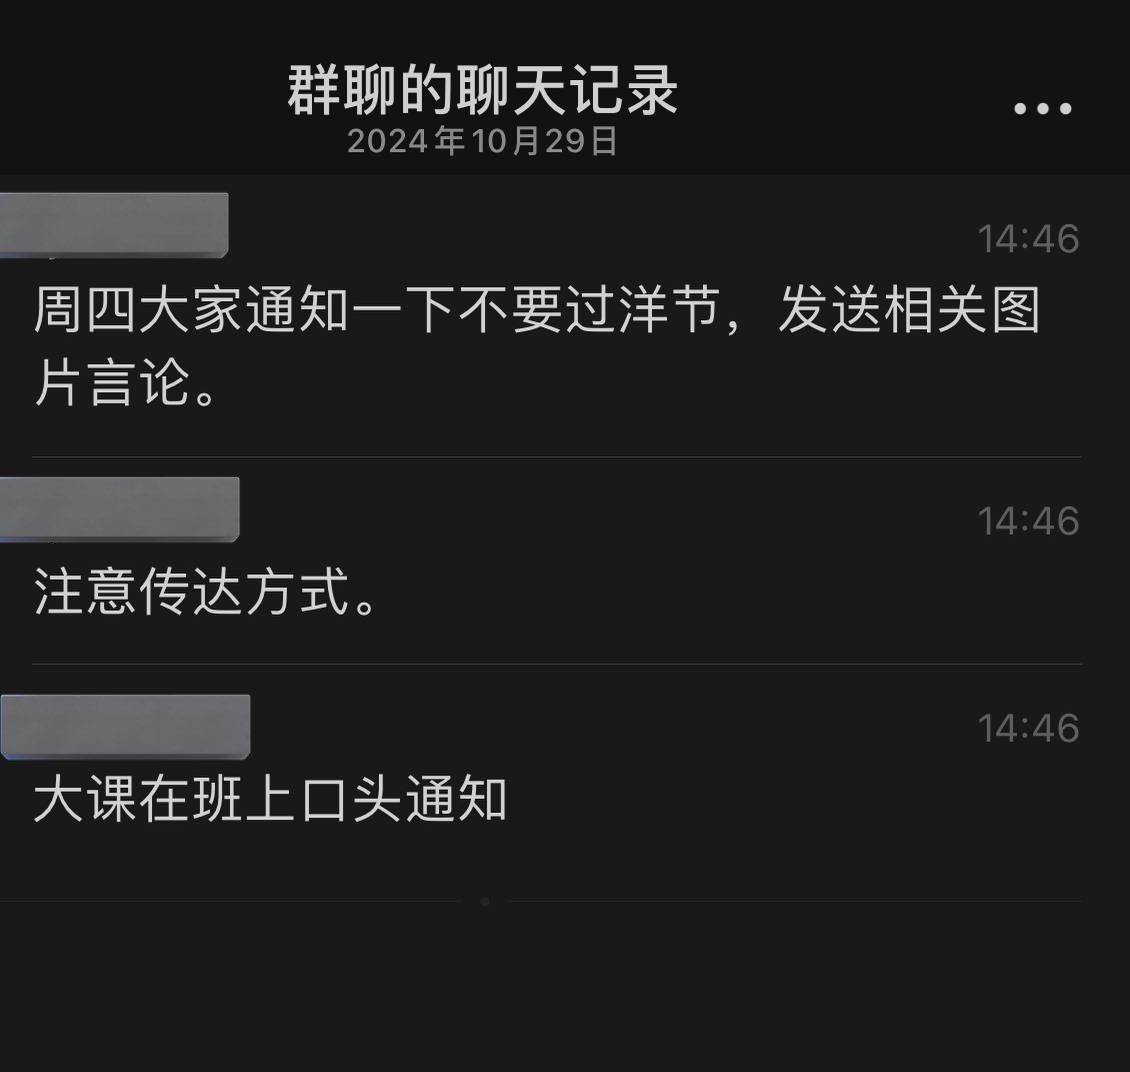 群聊的聊天记录
2024年10月29日
14:46
周四大家通知一下不要过洋节，发送相关图
片言论。
14:46
注意传达方式。
14:46
大课在班上口头通知